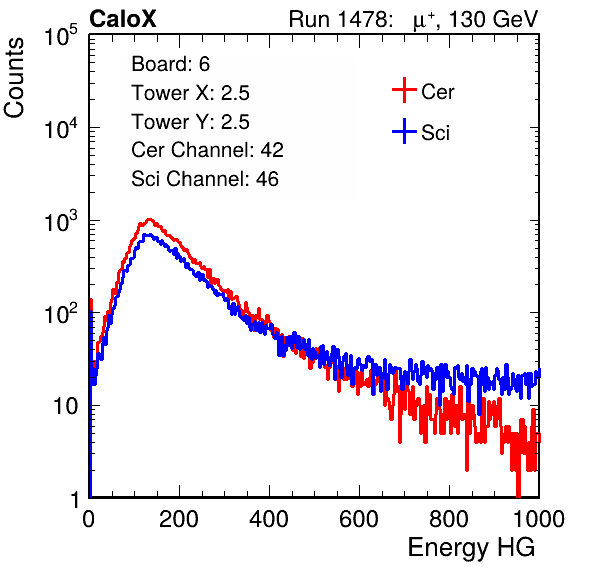 CaloX Run 1478: μ⁺, 130 GeV
Counts
10⁵
10⁴
10³
10²
10
1
Board: 6
Tower X: 2.5
Tower Y: 2.5
Cer Channel: 42
Sci Channel: 46
Cer
Sci
0 200 400 600 800 1000
Energy HG